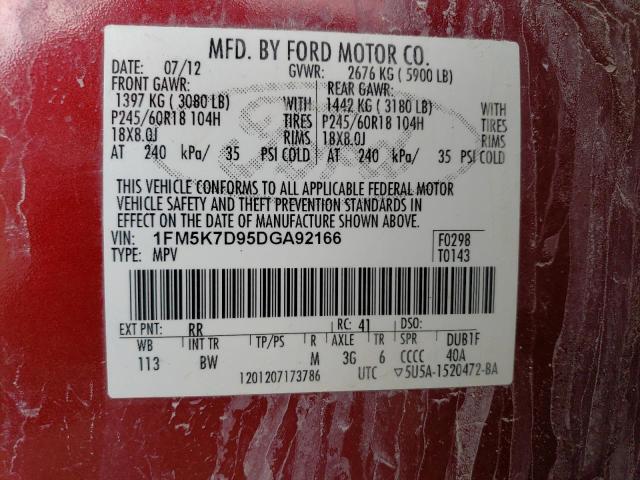 MFD. BY FORD MOTOR CO.
DATE: 07/12 GVWR: 2676 KG ( 5900 LB)
FRONT GAWR: REAR GAWR:
1397 KG ( 3080 LB) WITH 1442 KG ( 3180 LB) WITH
P245/60R18 104H TIRES P245/60R18 104H TIRES
18X8.0J RIMS 18X8.0J RIMS
AT 240 kPa/ 35 PSI COLD AT 240 kPa/ 35 PSI COLD
Ford
THIS VEHICLE CONFORMS TO ALL APPLICABLE FEDERAL MOTOR
VEHICLE SAFETY AND THEFT PREVENTION STANDARDS IN
EFFECT ON THE DATE OF MANUFACTURE SHOWN ABOVE.
VIN: 1FM5K7D95DGA92166 F0298
TYPE: MPV T0143
EXT PNT: RR RC: 41 DSO:
WB INT TR TP/PS R AXLE TR SPR DUB1F
113 BW M 3G 6 CCCC 40A
1201207173786 UTC ▽5U5A-1520472-BA